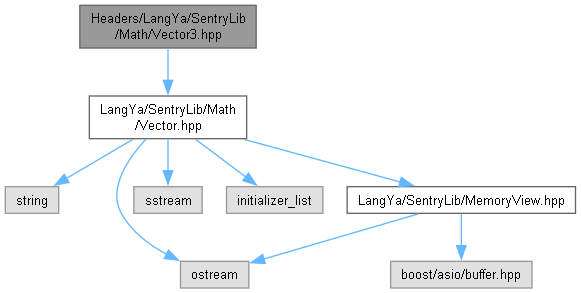 Headers/LangYa/SentryLib
/Math/Vector3.hpp
LangYa/SentryLib/Math
/Vector.hpp
string
sstream
initializer_list
LangYa/SentryLib/MemoryView.hpp
ostream
boost/asio/buffer.hpp